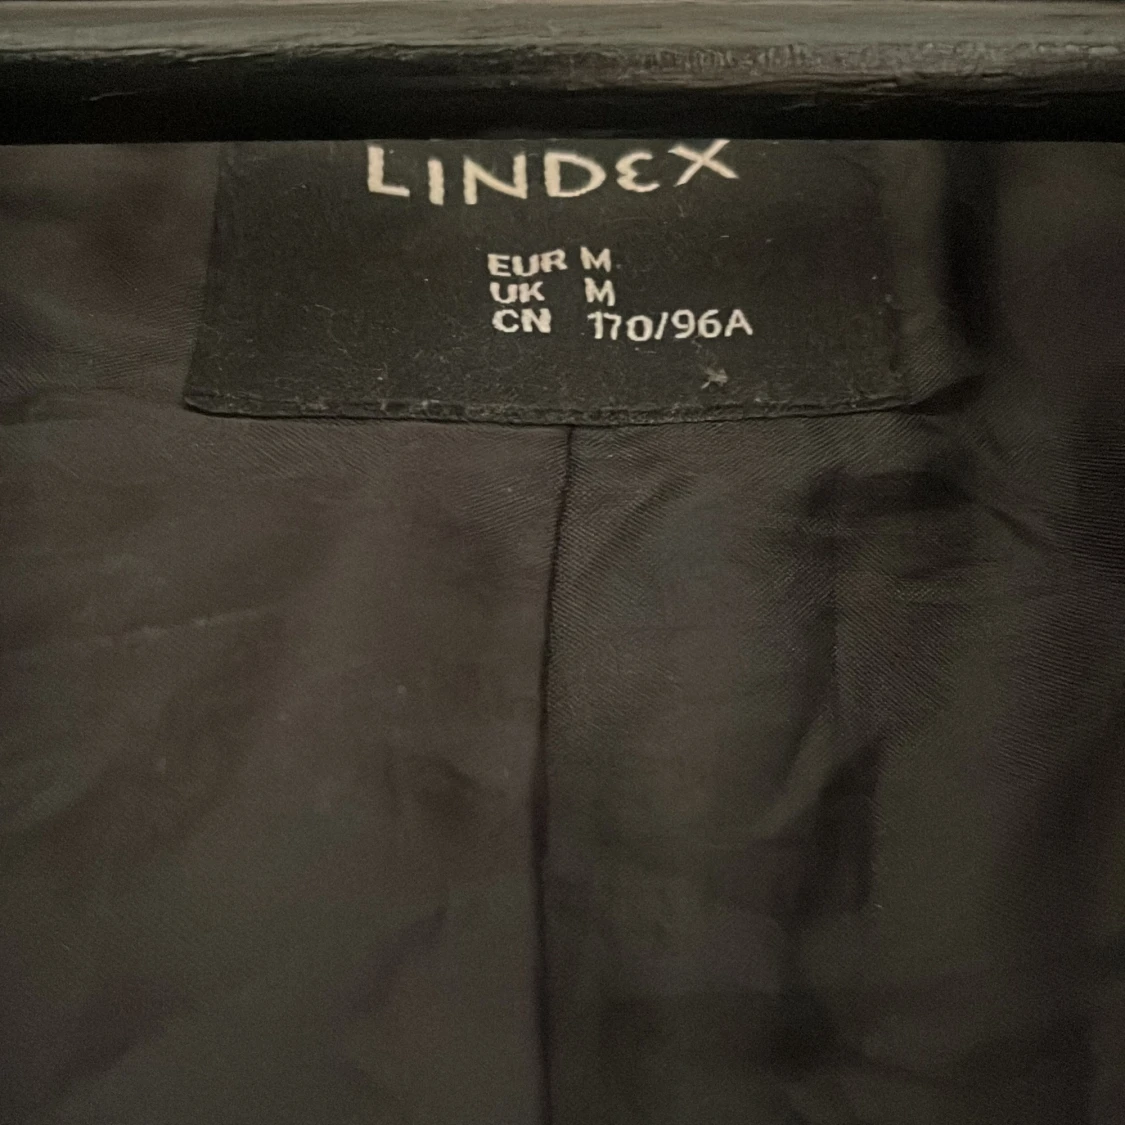 LINDEX
EUR M
UK M
CN 170/96A